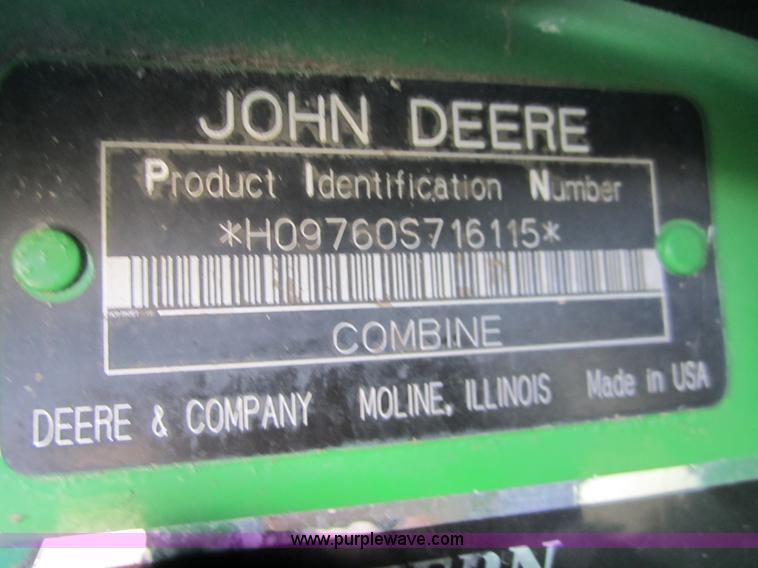 JOHN DEERE
Product Identification Number
*H09760S716115*
COMBINE
DEERE & COMPANY MOLINE, ILLINOIS Made in USA
www.purplewave.com